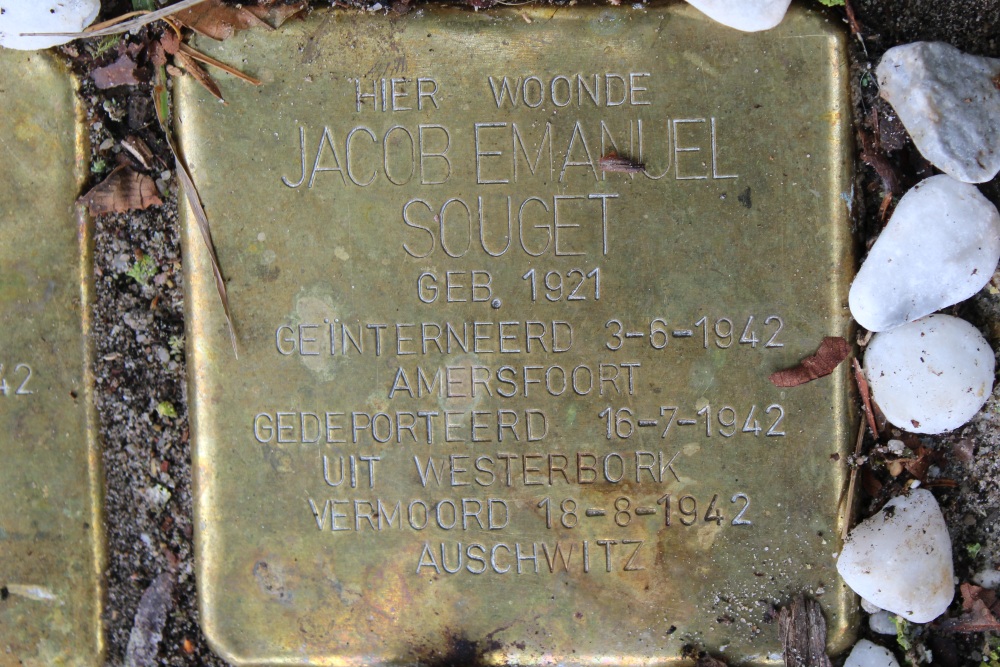 HIER WOONDE
JACOB EMANUEL
SOUGET
GEB. 1921
GEÏNTERNEERD 3-6-1942
AMERSFOORT
GEDEPORTEERD 16-7-1942
UIT WESTERBORK
VERMOORD 18-8-1942
AUSCHWITZ
42